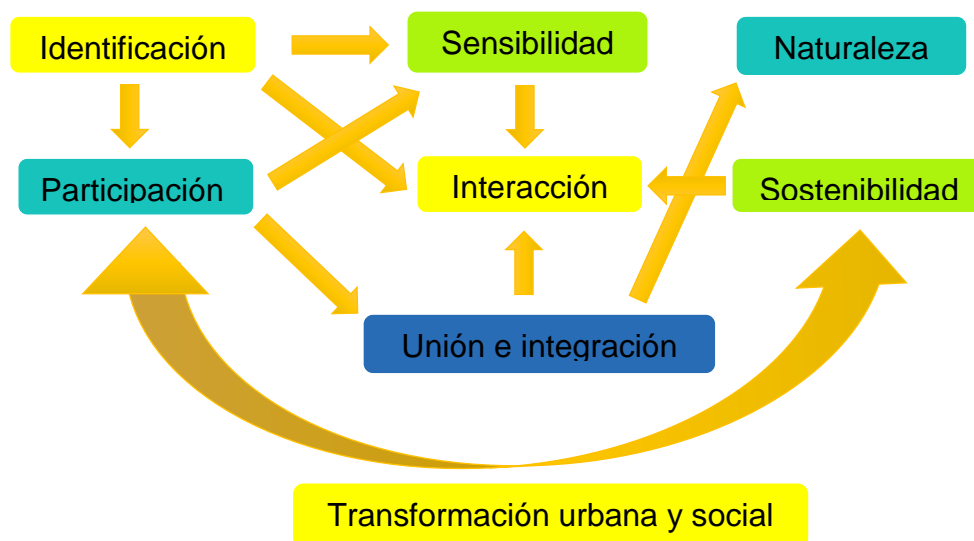 Identificación
Sensibilidad
Naturaleza
Participación
Interacción
Sostenibilidad
Unión e integración
Transformación urbana y social